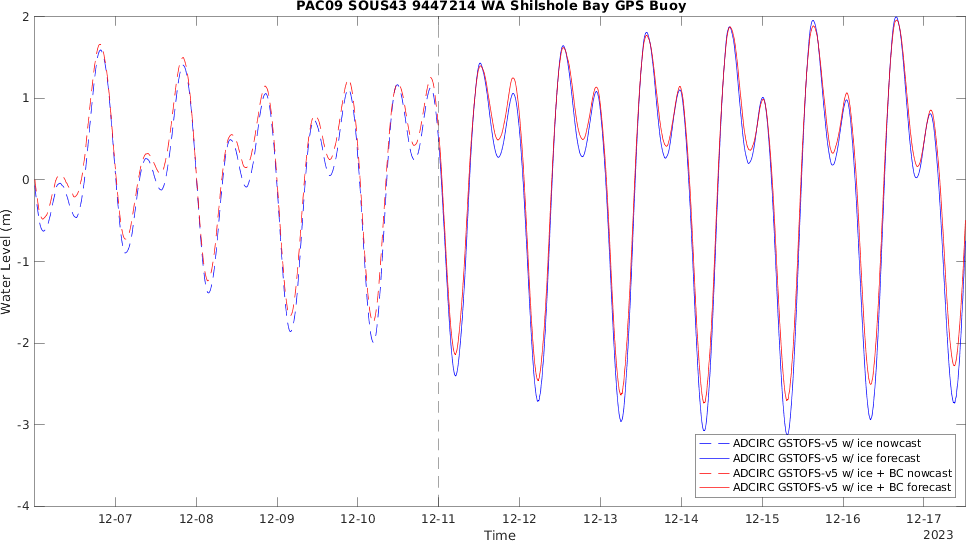 PAC09 SOUS43 9447214 WA Shilshole Bay GPS Buoy
2
1
0
-1
-2
-3
-4
Water Level (m)
ADCIRC GSTOFS-v5 w/ ice nowcast
ADCIRC GSTOFS-v5 w/ ice forecast
ADCIRC GSTOFS-v5 w/ ice + BC nowcast
ADCIRC GSTOFS-v5 w/ ice + BC forecast
12-07 12-08 12-09 12-10 12-11 12-12 12-13 12-14 12-15 12-16 12-17
Time 2023